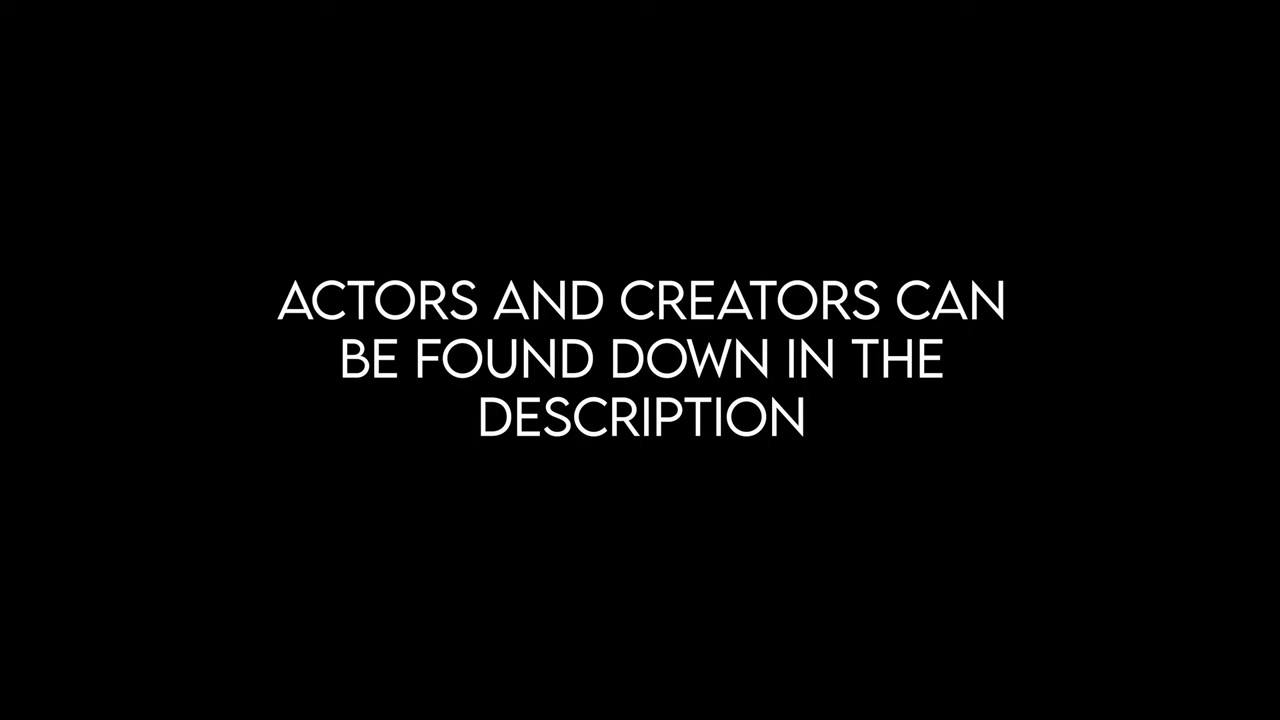 ACTORS AND CREATORS CAN
BE FOUND DOWN IN THE
DESCRIPTION